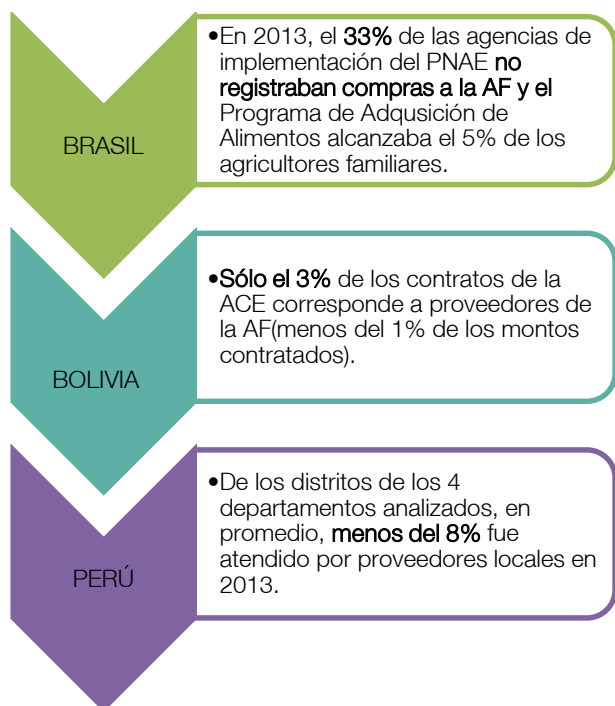 BRASIL
•En 2013, el 33% de las agencias de
implementación del PNAE no
registraban compras a la AF y el
Programa de Adqusición de
Alimentos alcanzaba el 5% de los
agricultores familiares.
BOLIVIA
•Sólo el 3% de los contratos de la
ACE corresponde a proveedores de
la AF(menos del 1% de los montos
contratados).
PERÚ
•De los distritos de los 4
departamentos analizados, en
promedio, menos del 8% fue
atendido por proveedores locales en
2013.